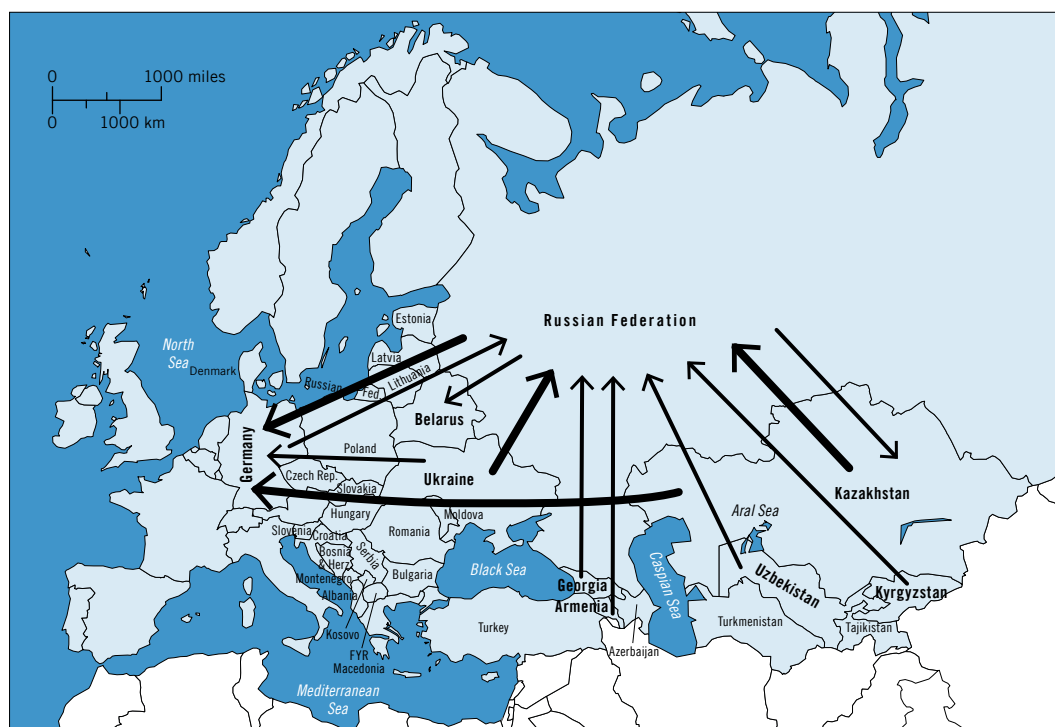 0 1000 miles
0 1000 km
North
Sea
Denmark
Estonia
Latvia
Lithuania
Russian
Fed.
Russian Federation
Belarus
Germany
Poland
Ukraine
Czech Rep.
Slovakia
Hungary
Moldova
Kazakhstan
Slovenia
Croatia
Romania
Aral Sea
Bosnia
& Herz.
Serbia
Montenegro
Bulgaria
Black Sea
Georgia
Armenia
Caspian Sea
Uzbekistan
Kyrgyzstan
Albania
Kosovo
FYR
Macedonia
Turkey
Azerbaijan
Turkmenistan
Tajikistan
Mediterranean
Sea